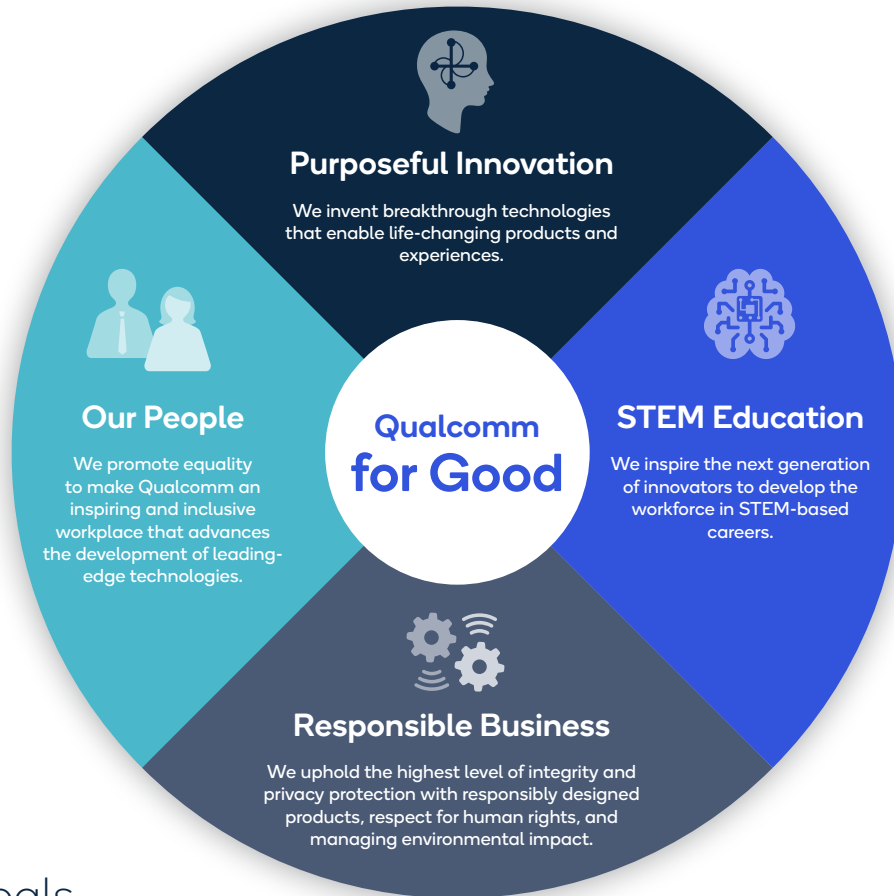 Purposeful Innovation
We invent breakthrough technologies
that enable life-changing products and
experiences.
Our People
We promote equality
to make Qualcomm an
inspiring and inclusive
workplace that advances
the development of leading-
edge technologies.
Qualcomm
for Good
STEM Education
We inspire the next generation
of innovators to develop the
workforce in STEM-based
careers.
Responsible Business
We uphold the highest level of integrity and
privacy protection with responsibly designed
products, respect for human rights, and
managing environmental impact.